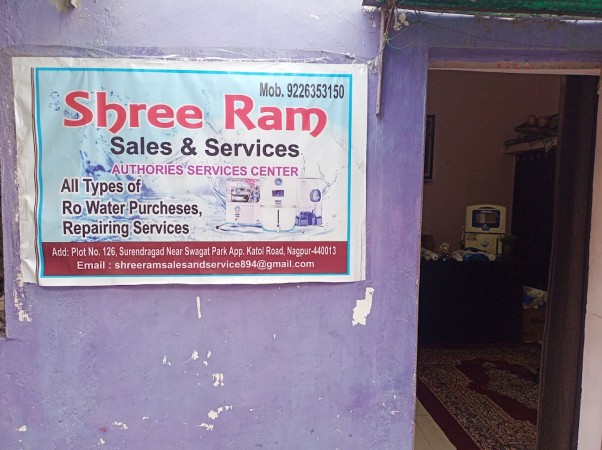 Mob. 9226353150
Shree Ram
Sales & Services
AUTHORIES SERVICES CENTER
All Types of
Ro Water Purcheses,
Repairing Services
Add: Plot No. 126, Surendragad Near Swagat Park App. Katol Road, Nagpur-440013
Email : shreeramsalesandservice894@gmail.com